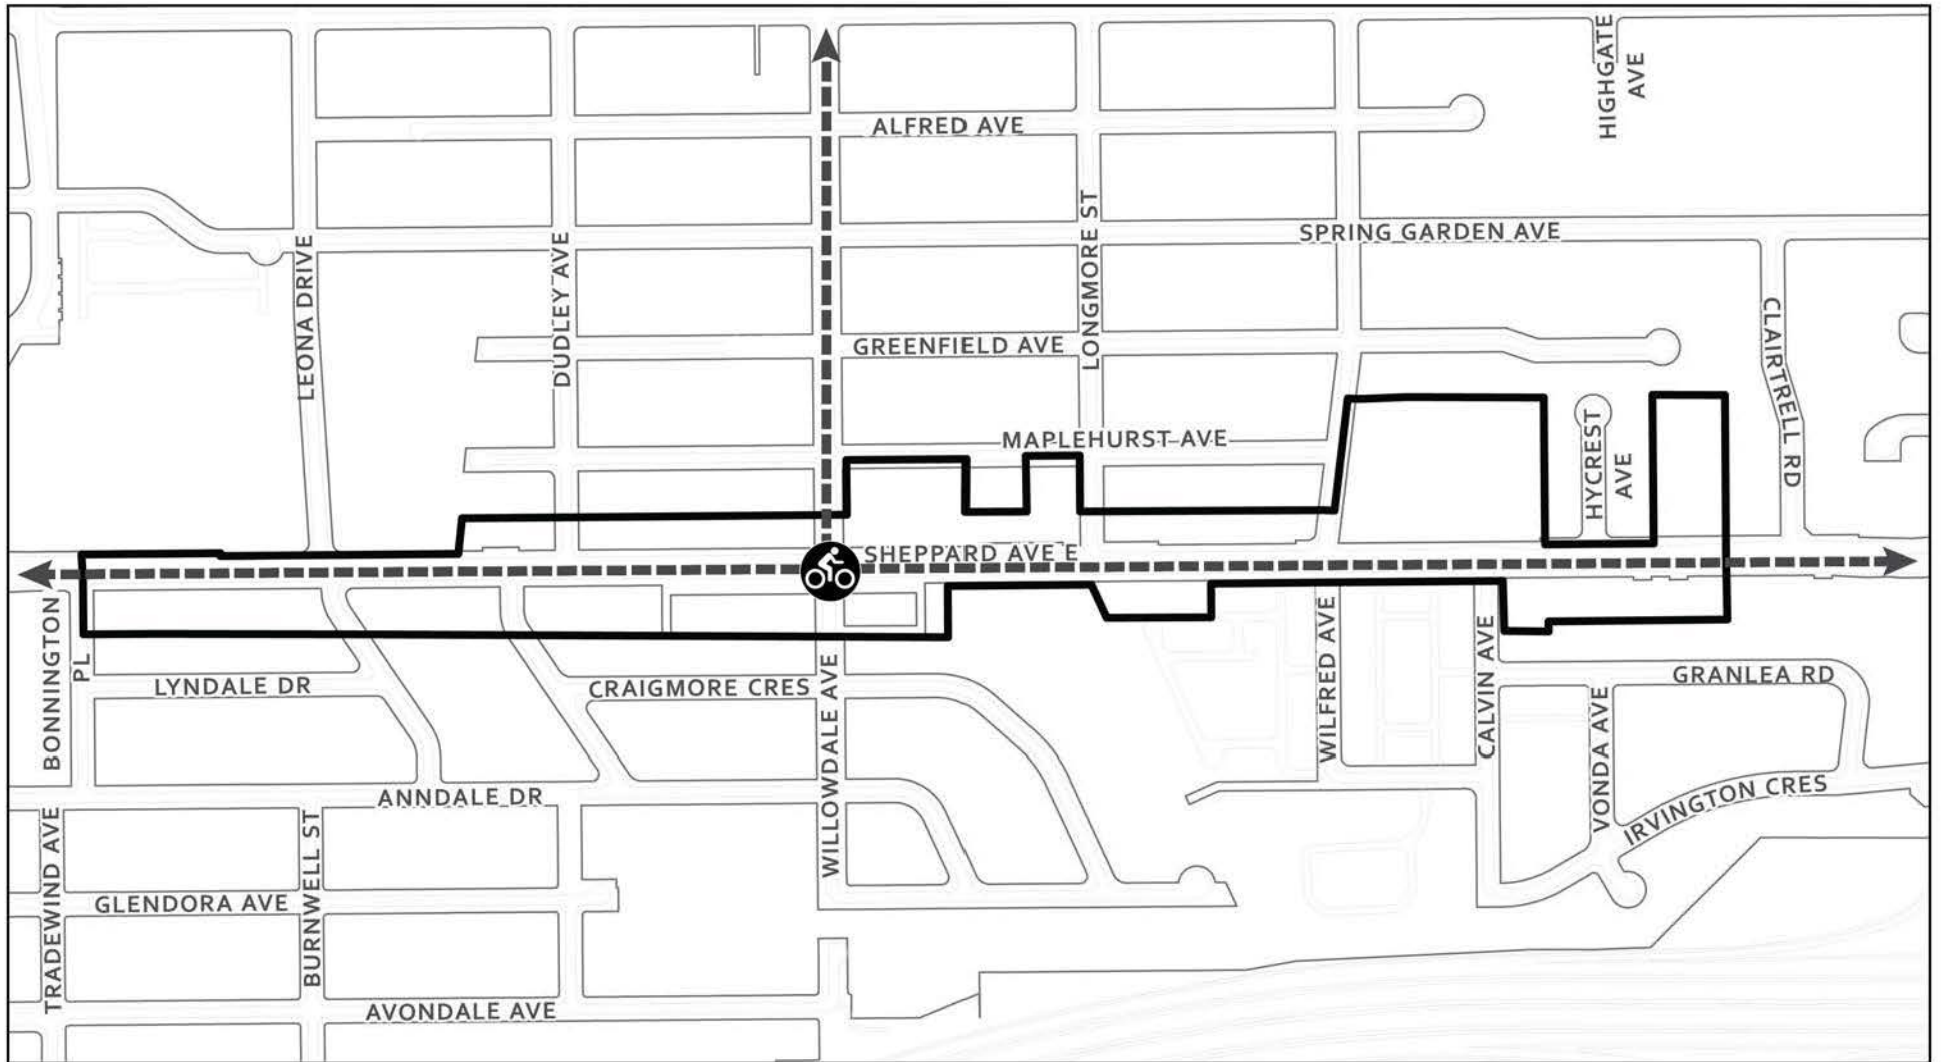 HIGHGATE
AVE
ALFRED AVE
SPRING GARDEN AVE
LEONA DRIVE
DUDLEY AVE
LONGMORE ST
GREENFIELD AVE
CLAIRTRELL RD
MAPLEHURST AVE
HYCREST
AVE
SHEPPARD AVE E
BONNINGTON
PL
LYNDALE DR
CRAIGMORE CRES
WILLOWDALE AVE
WILFRED AVE
CALVIN AVE
GRANLEA RD
VONDA AVE
IRVINGTON CRES
ANNDALE DR
TRADEWIND AVE
BURNWELL ST
GLENDORA AVE
AVONDALE AVE